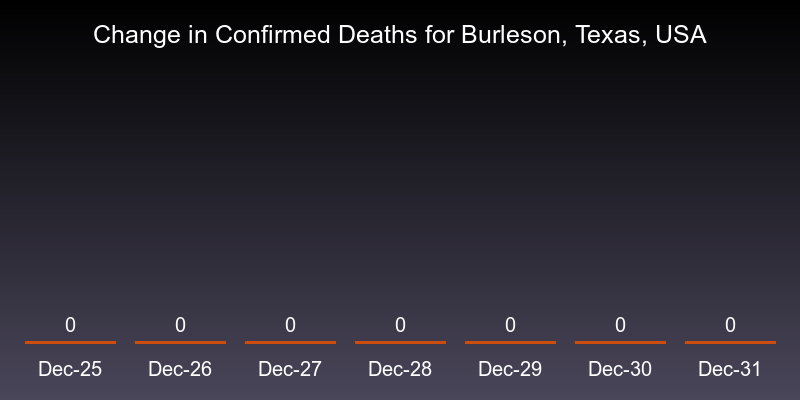 Change in Confirmed Deaths for Burleson, Texas, USA
0 0 0 0 0 0 0
Dec-25 Dec-26 Dec-27 Dec-28 Dec-29 Dec-30 Dec-31